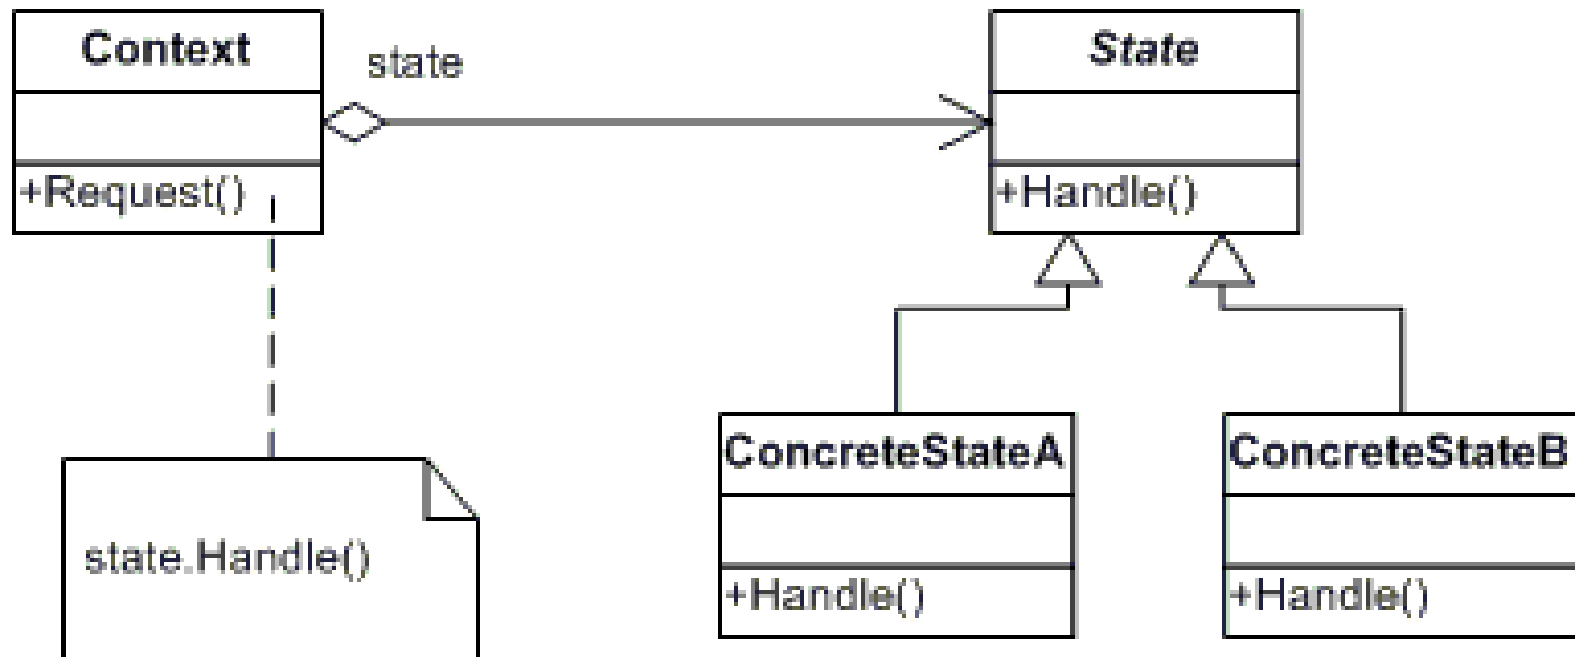 Context
state
State
+Request()
+Handle()
ConcreteStateA
ConcreteStateB
state.Handle()
+Handle()
+Handle()